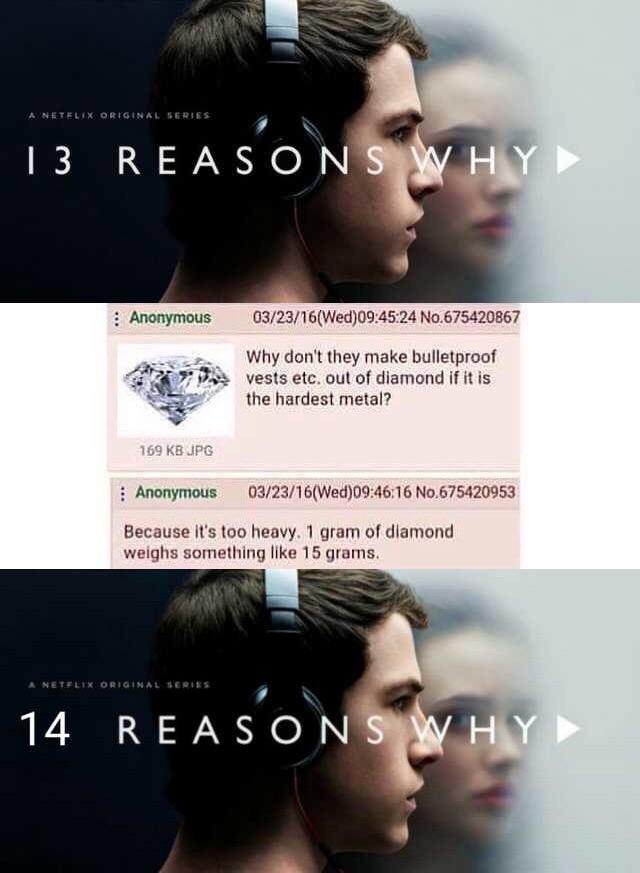 A NETFLIX ORIGINAL SERIES
13 REASONS WHY
Anonymous 03/23/16(Wed)09:45:24 No.675420867
Why don't they make bulletproof
vests etc. out of diamond if it is
the hardest metal?
169 KB JPG
Anonymous 03/23/16(Wed)09:46:16 No.675420953
Because it's too heavy. 1 gram of diamond
weighs something like 15 grams.
A NETFLIX ORIGINAL SERIES
14 REASONS WHY